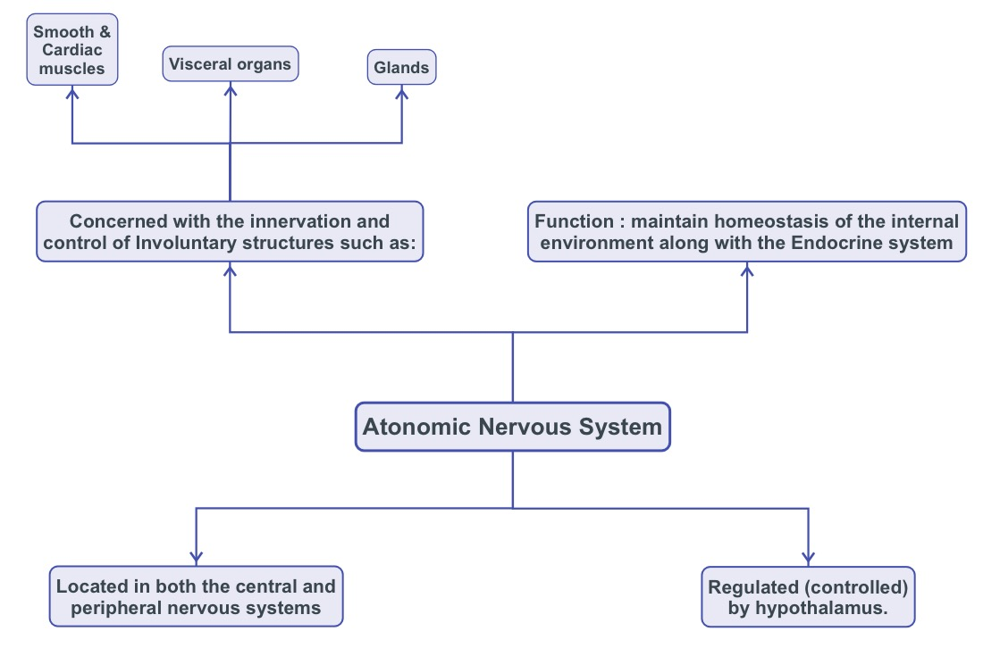 Smooth &
Cardiac
muscles
Visceral organs
Glands
Concerned with the innervation and
control of Involuntary structures such as:
Function : maintain homeostasis of the internal
environment along with the Endocrine system
Atonomic Nervous System
Located in both the central and
peripheral nervous systems
Regulated (controlled)
by hypothalamus.